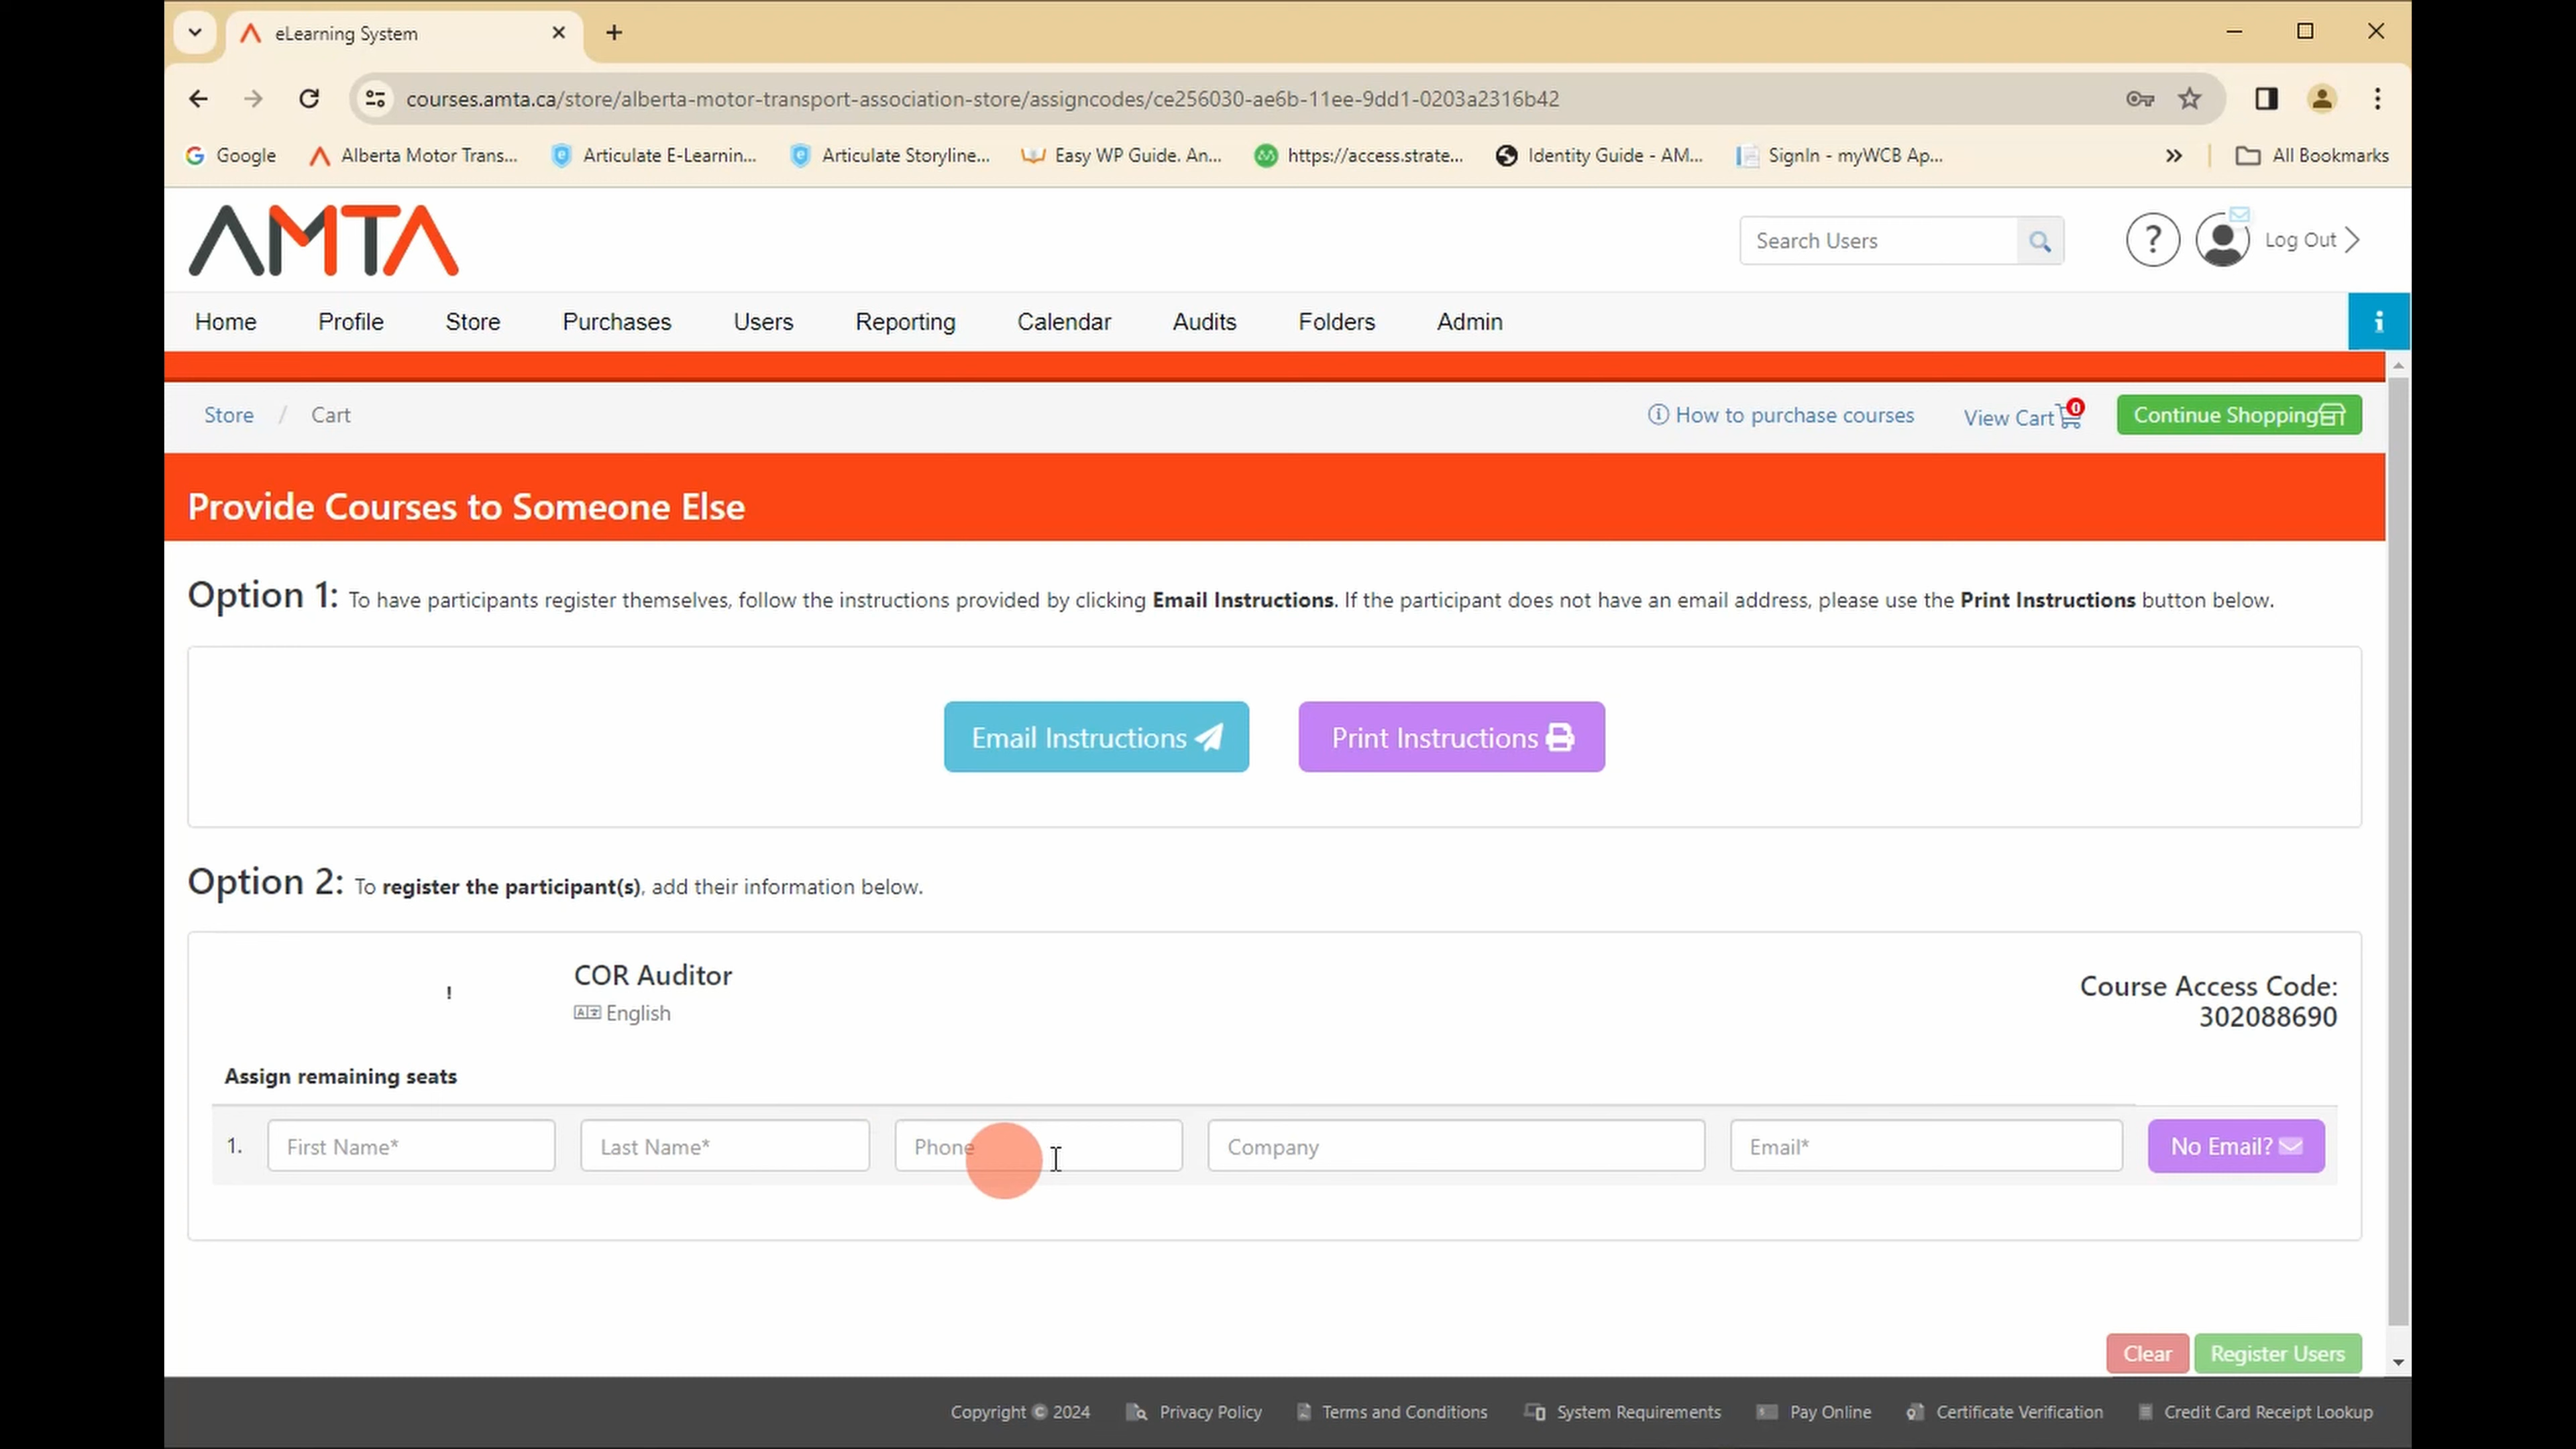 eLearning System
courses.amta.ca/store/alberta-motor-transport-association-store/assigncodes/ce256030-ae6b-11ee-9dd1-0203a2316b42
Google Alberta Motor Trans... Articulate E-Learnin... Articulate Storyline... Easy WP Guide. An... https://access.strate... Identity Guide - AM... SignIn - myWCB Ap... » All Bookmarks
AMTA
Search Users
? Log Out
Home Profile Store Purchases Users Reporting Calendar Audits Folders Admin i
Store / Cart How to purchase courses View Cart 0 Continue Shopping
Provide Courses to Someone Else
Option 1: To have participants register themselves, follow the instructions provided by clicking Email Instructions. If the participant does not have an email address, please use the Print Instructions button below.
Email Instructions Print Instructions
Option 2: To register the participant(s), add their information below.
COR Auditor
!
English
Course Access Code:
302088690
Assign remaining seats
1. First Name* Last Name* Phone Company Email* No Email?
Clear Register Users
Copyright © 2024 Privacy Policy Terms and Conditions System Requirements Pay Online Certificate Verification Credit Card Receipt Lookup